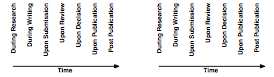 During Research
During Writing
Upon Submission
Upon Review
Upon Decision
Upon Publication
Post Publication
Time
During Research
During Writing
Upon Submission
Upon Review
Upon Decision
Upon Publication
Post Publication
Time